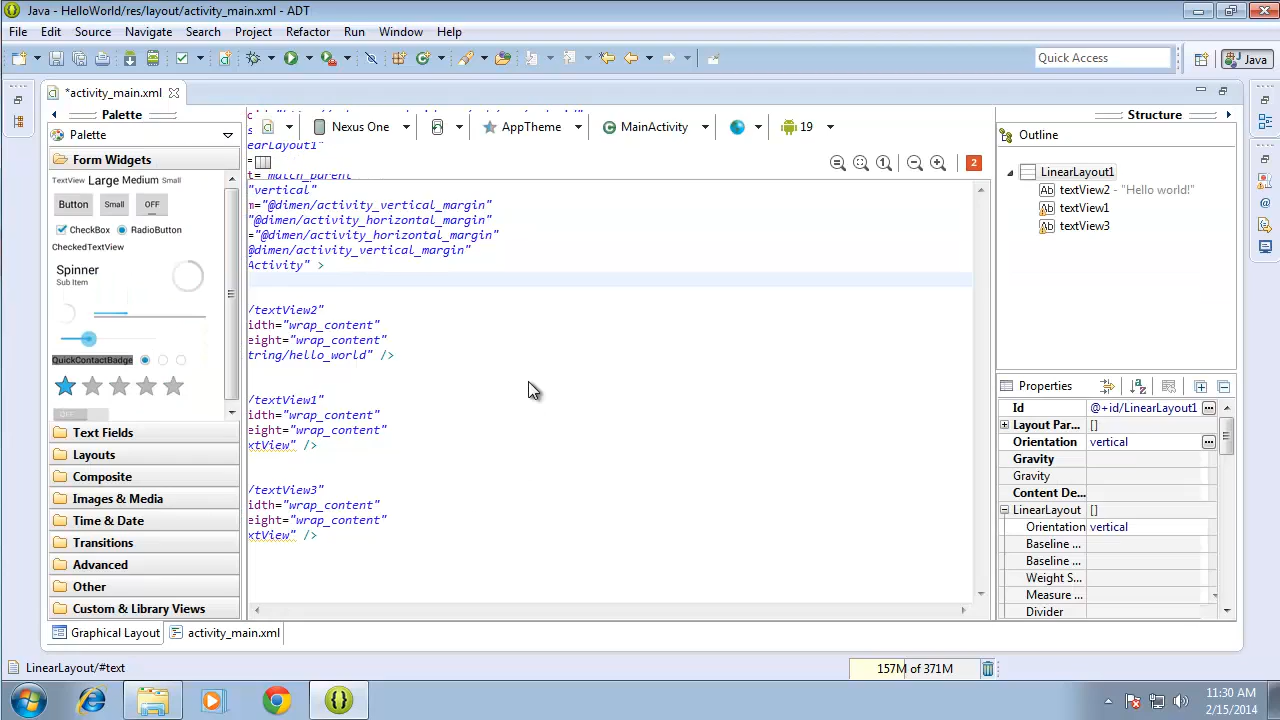 Java - HelloWorld/res/layout/activity_main.xml - ADT
File Edit Source Navigate Search Project Refactor Run Window Help
Quick Access
Java
*activity_main.xml
Palette
Palette
Form Widgets
TextView Large Medium Small
Button Small OFF
CheckBox RadioButton
CheckedTextView
Spinner
Sub Item
QuickContactBadge
OFF
Text Fields
Layouts
Composite
Images & Media
Time & Date
Transitions
Advanced
Other
Custom & Library Views
Nexus One AppTheme MainActivity 19
earLayout1"
2
="match_parent"
"vertical"
m="@dimen/activity_vertical_margin"
"@dimen/activity_horizontal_margin"
="@dimen/activity_horizontal_margin"
@dimen/activity_vertical_margin"
Activity" >
/textView2"
idth="wrap_content"
eight="wrap_content"
tring/hello_world" />
/textView1"
idth="wrap_content"
eight="wrap_content"
xtView" />
/textView3"
idth="wrap_content"
eight="wrap_content"
xtView" />
Structure
Outline
LinearLayout1
Ab textView2 - "Hello world!"
Ab textView1
Ab textView3
Properties
Id @+id/LinearLayout1
Layout Par... []
Orientation vertical
Gravity
Gravity
Content De...
LinearLayout []
Orientation vertical
Baseline ...
Baseline ...
Weight S...
Measure ...
Divider
Graphical Layout activity_main.xml
LinearLayout/#text
157M of 371M
11:30 AM
2/15/2014